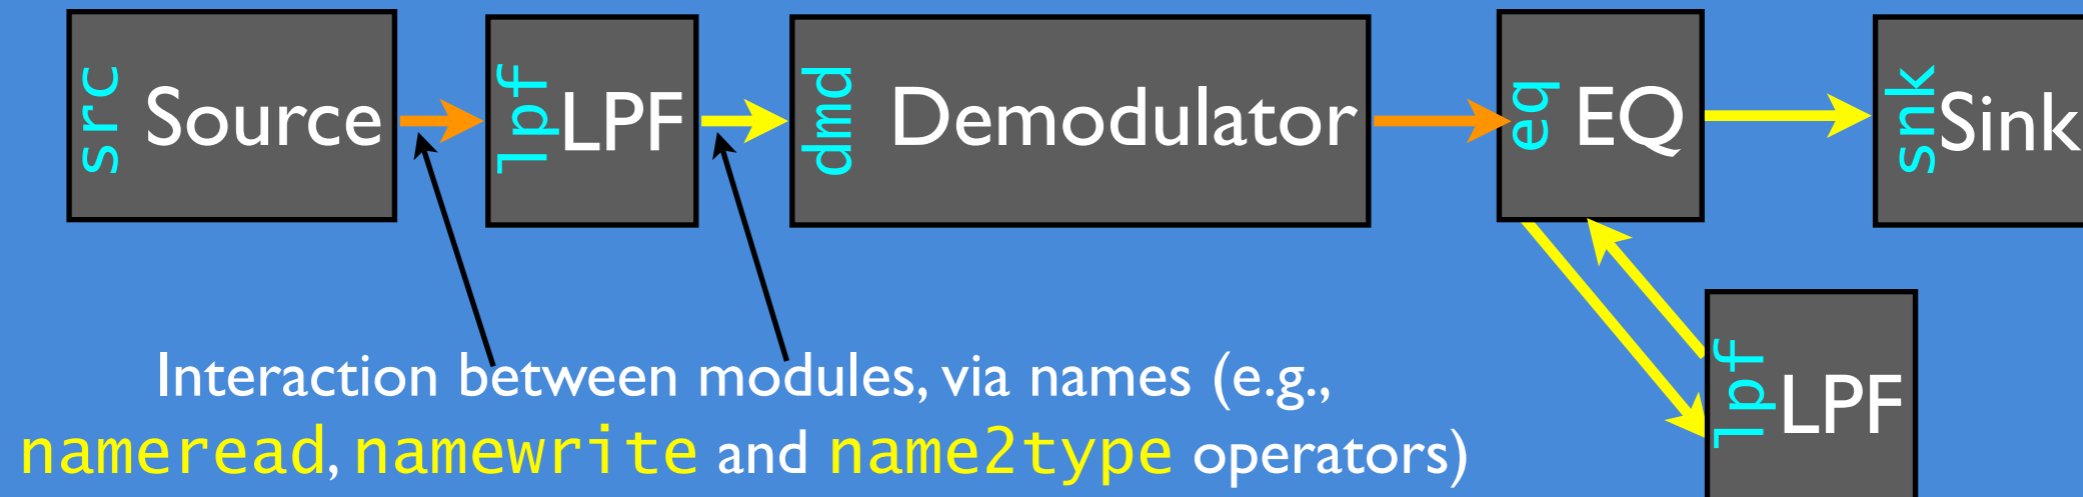 src Source
lpf LPF
dmd Demodulator
eq EQ
snk Sink
lpf LPF
Interaction between modules, via names (e.g.,
nameread, namewrite and name2type operators)